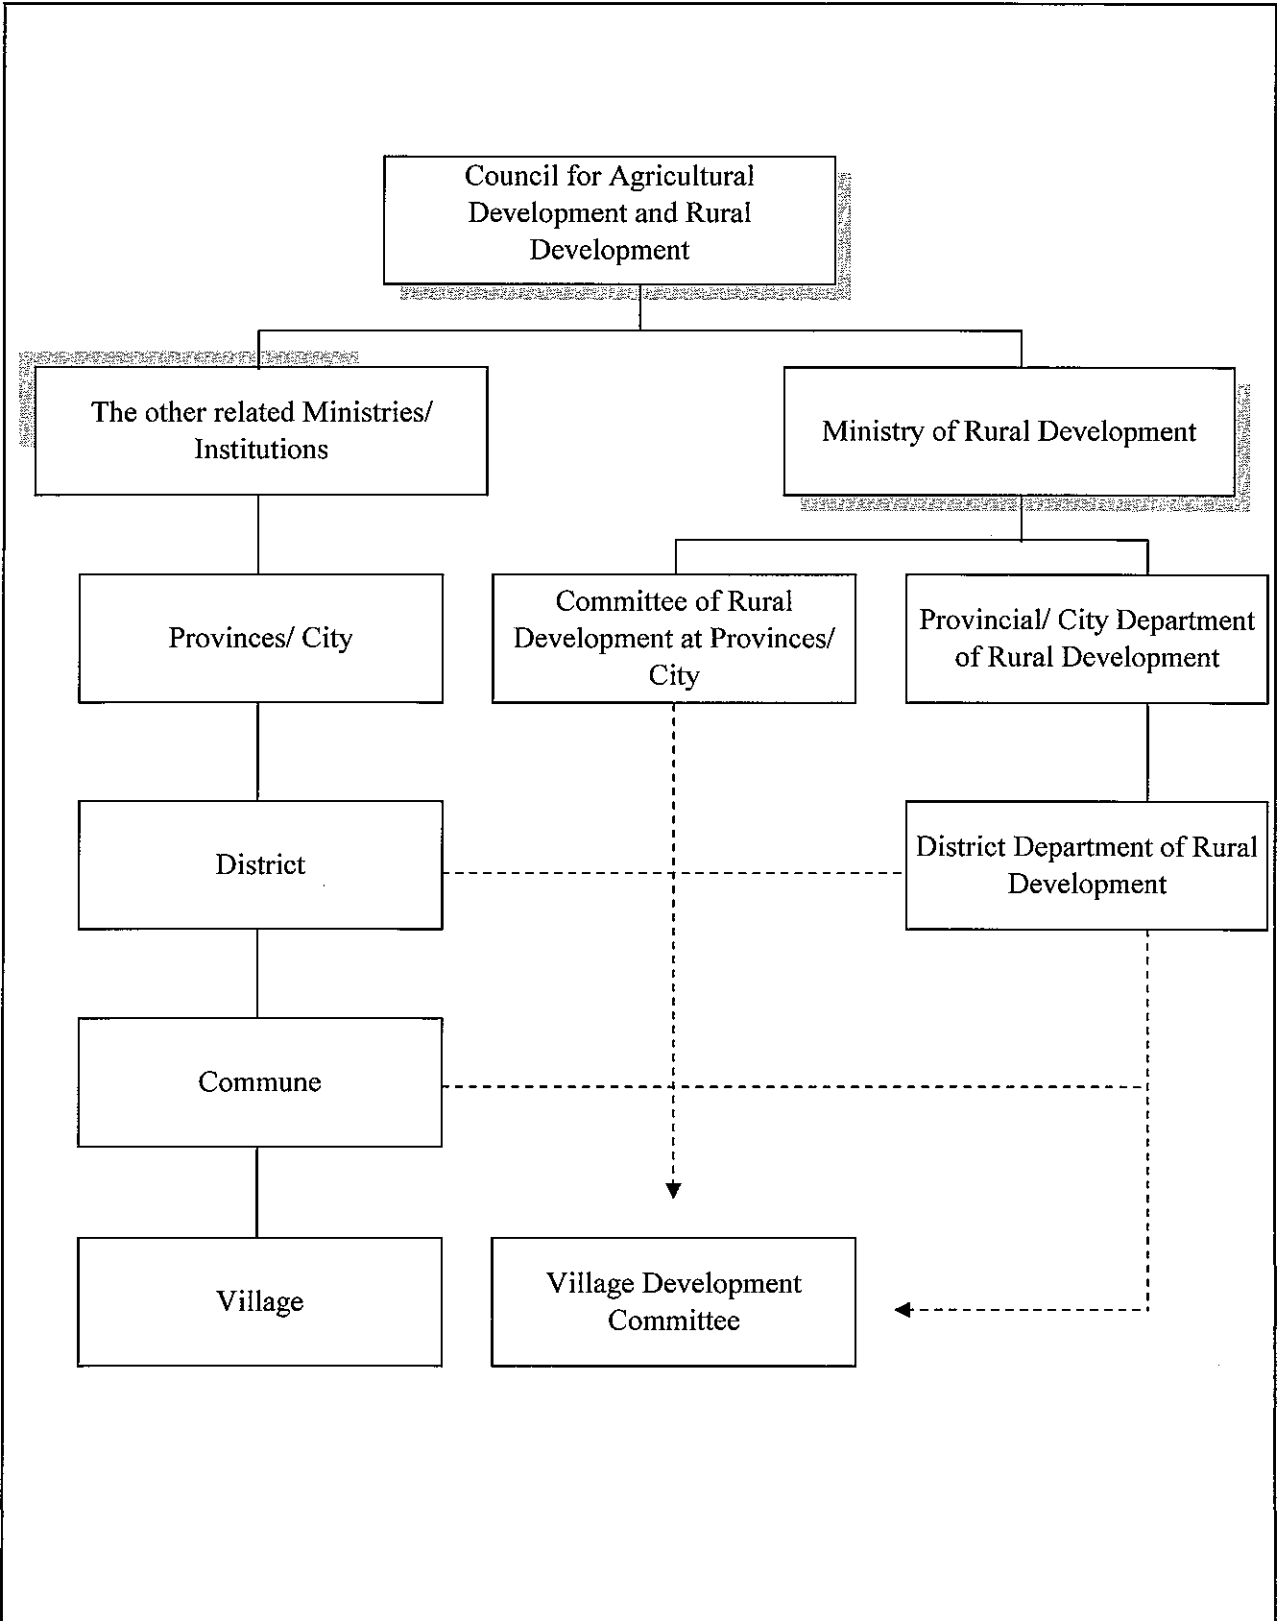 Council for Agricultural
Development and Rural
Development
The other related Ministries/
Institutions
Ministry of Rural Development
Provinces/ City
Committee of Rural
Development at Provinces/
City
Provincial/ City Department
of Rural Development
District
District Department of Rural
Development
Commune
Village
Village Development
Committee